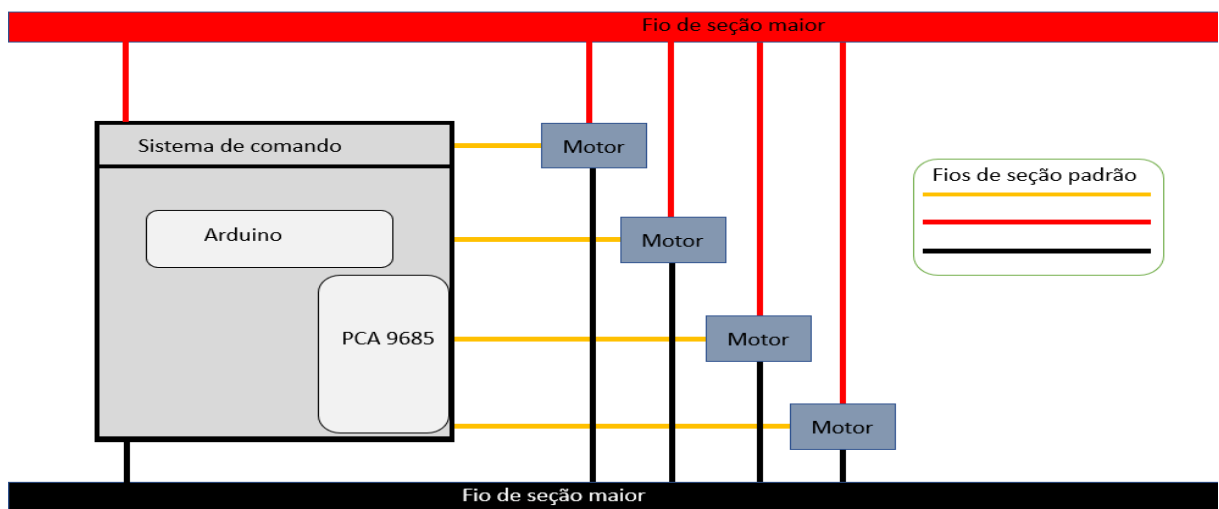 Fio de seção maior
Sistema de comando
Motor
Fios de seção padrão
Arduino
Motor
PCA 9685
Motor
Motor
Fio de seção maior